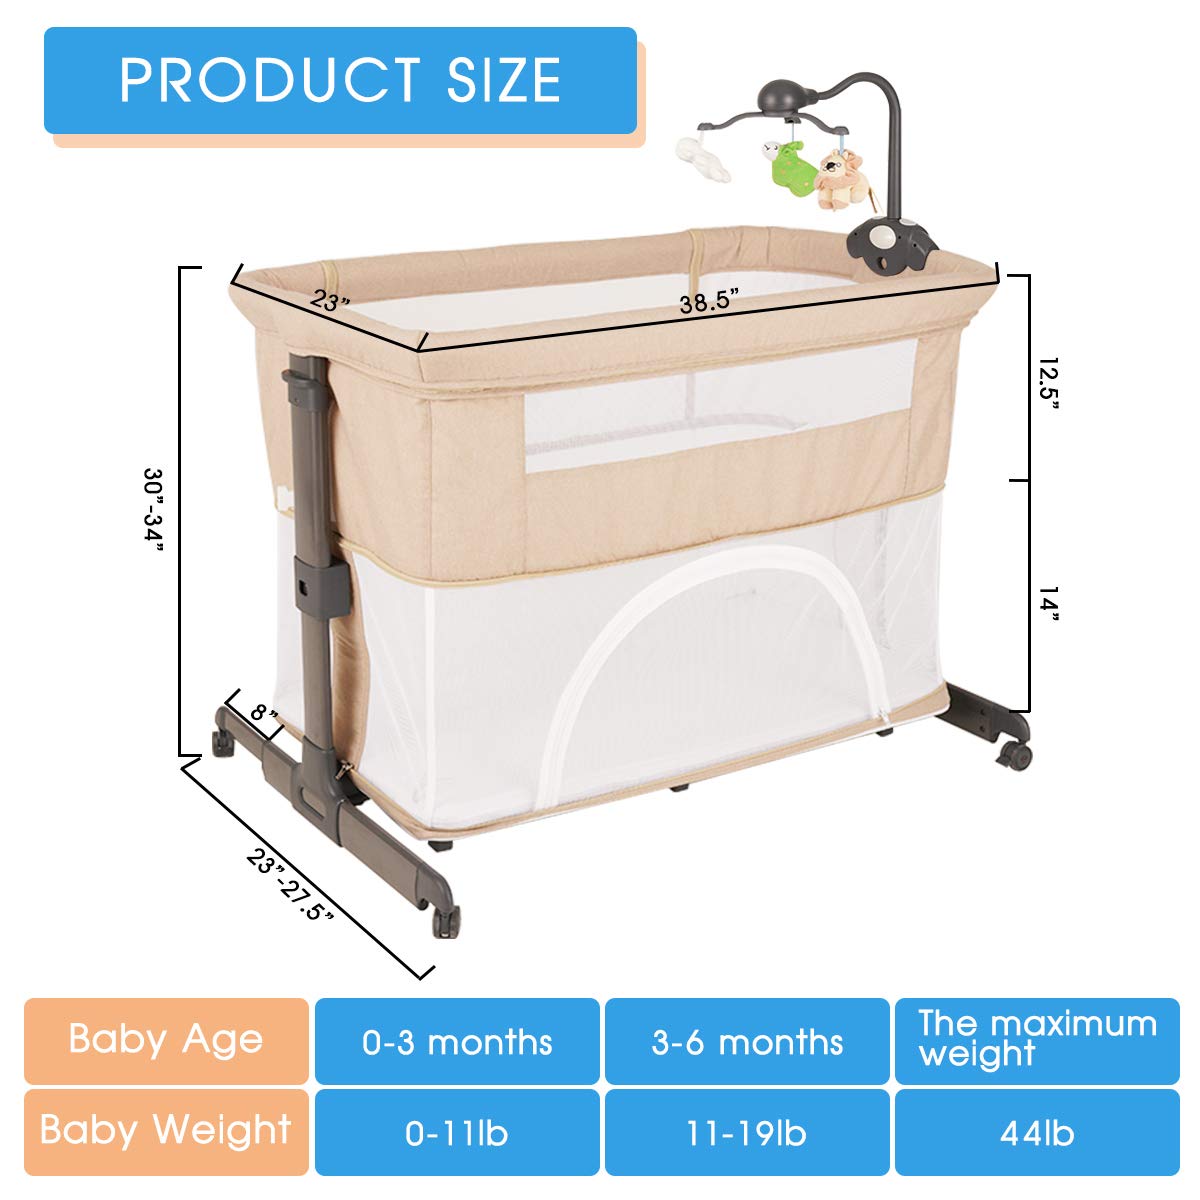 PRODUCT SIZE
23”
38.5”
12.5”
30”-34”
14”
8”
23”-27.5”
Baby Age
0-3 months
3-6 months
The maximum
weight
Baby Weight
0-11lb
11-19lb
44lb